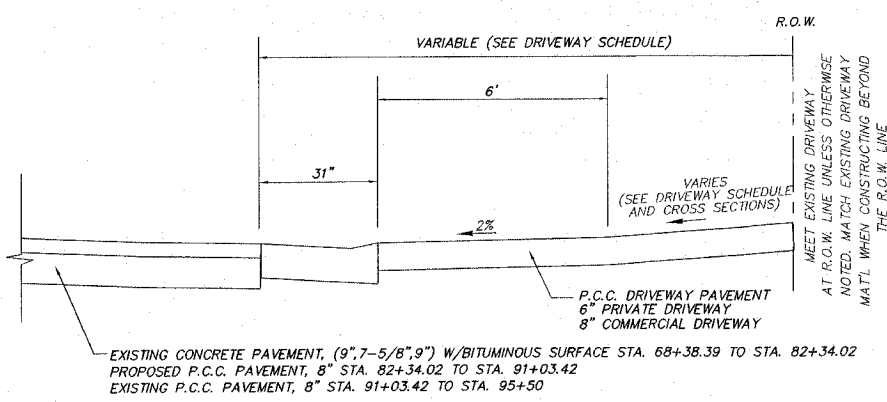 R.O.W.
VARIABLE (SEE DRIVEWAY SCHEDULE)
6'
31"
VARIES
(SEE DRIVEWAY SCHEDULE
AND CROSS SECTIONS)
2%
MEET EXISTING DRIVEWAY
AT R.O.W. LINE UNLESS OTHERWISE
NOTED. MATCH EXISTING DRIVEWAY
MAT'L WHEN CONSTRUCTING BEYOND
THE R.O.W. LINE
P.C.C. DRIVEWAY PAVEMENT
6" PRIVATE DRIVEWAY
8" COMMERCIAL DRIVEWAY
EXISTING CONCRETE PAVEMENT, (9",7-5/8",9") W/BITUMINOUS SURFACE STA. 68+38.39 TO STA. 82+34.02
PROPOSED P.C.C. PAVEMENT, 8" STA. 82+34.02 TO STA. 91+03.42
EXISTING P.C.C. PAVEMENT, 8" STA. 91+03.42 TO STA. 95+50